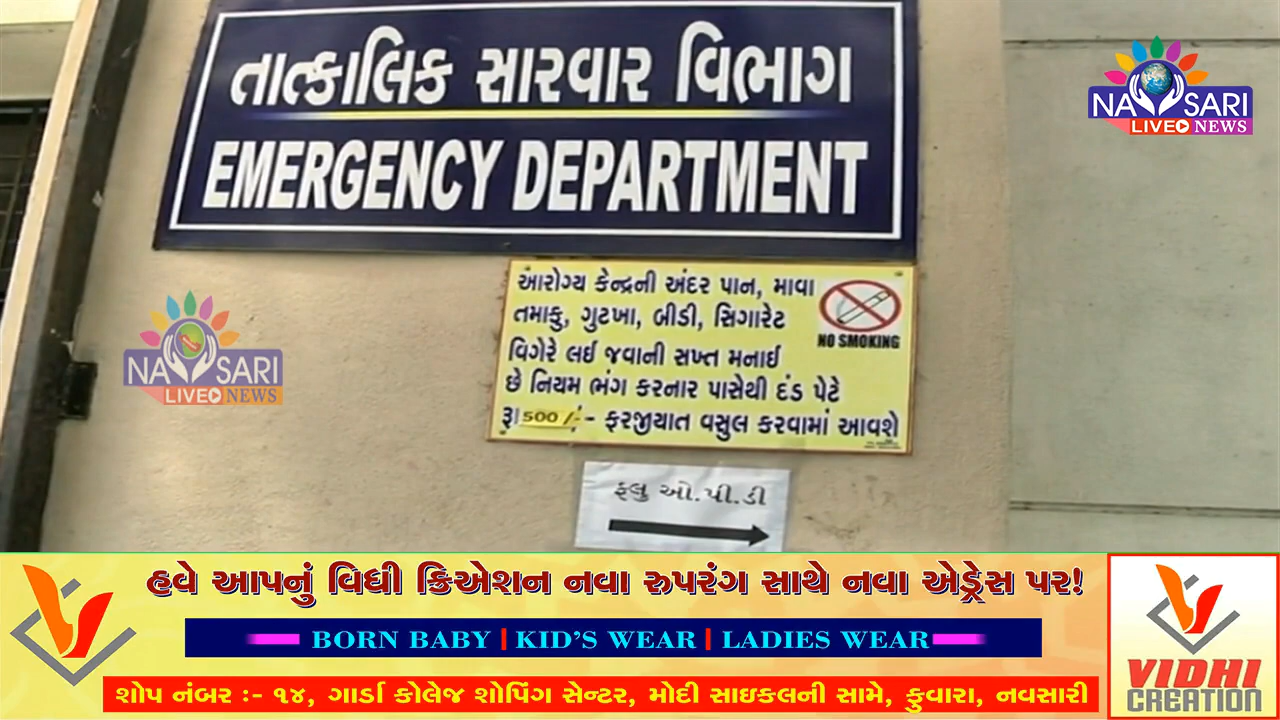 તાત્કાલિક સારવાર વિભાગ
EMERGENCY DEPARTMENT
NAVSARI
LIVE NEWS
આરોગ્ય કેન્દ્રની અંદર પાન, માવા
તમાકુ, ગુટખા, બીડી, સિગારેટ
NO SMOKING
વિગેરે લઈ જવાની સખ્ત મનાઈ
છે નિયમ ભંગ કરનાર પાસેથી દંડ પેટે
રૂા 500/- ફરજીયાત વસુલ કરવામાં આવશે
NAVSARI
LIVE NEWS
ફ્લુ ઓ.પી.ડી
હવે આપનું વિધી ક્રિએશન નવા રુપરંગ સાથે નવા એડ્રેસ પર!
BORN BABY | KID'S WEAR | LADIES WEAR
શોપ નંબર :- ૧૪, ગાર્ડા કોલેજ શોપિંગ સેન્ટર, મોદી સાઇકલની સામે, ફુવારા, નવસારી
VIDHI
CREATION